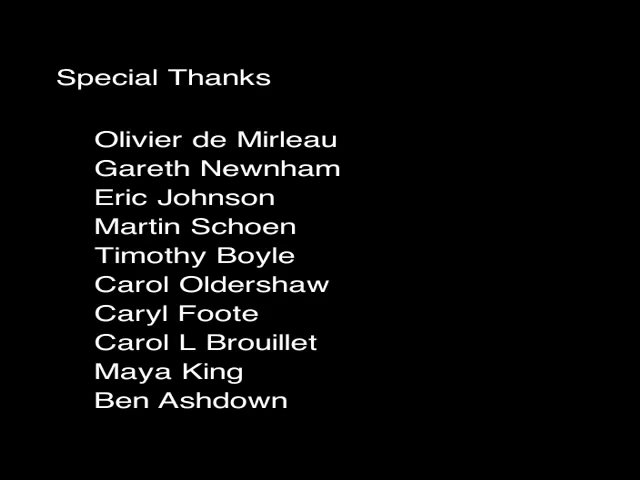 Special Thanks
Olivier de Mirleau
Gareth Newnham
Eric Johnson
Martin Schoen
Timothy Boyle
Carol Oldershaw
Caryl Foote
Carol L Brouillet
Maya King
Ben Ashdown